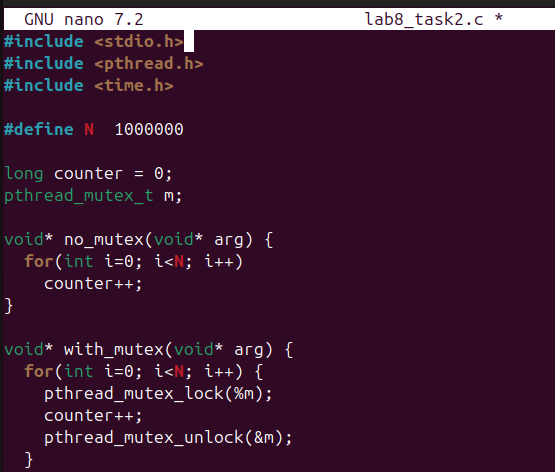 GNU nano 7.2 lab8_task2.c *
#include <stdio.h>
#include <pthread.h>
#include <time.h>

#define N  1000000

long counter = 0;
pthread_mutex_t m;

void* no_mutex(void* arg) {
  for(int i=0; i<N; i++)
    counter++;
}

void* with_mutex(void* arg) {
  for(int i=0; i<N; i++) {
    pthread_mutex_lock(%m);
    counter++;
    pthread_mutex_unlock(&m);
  }